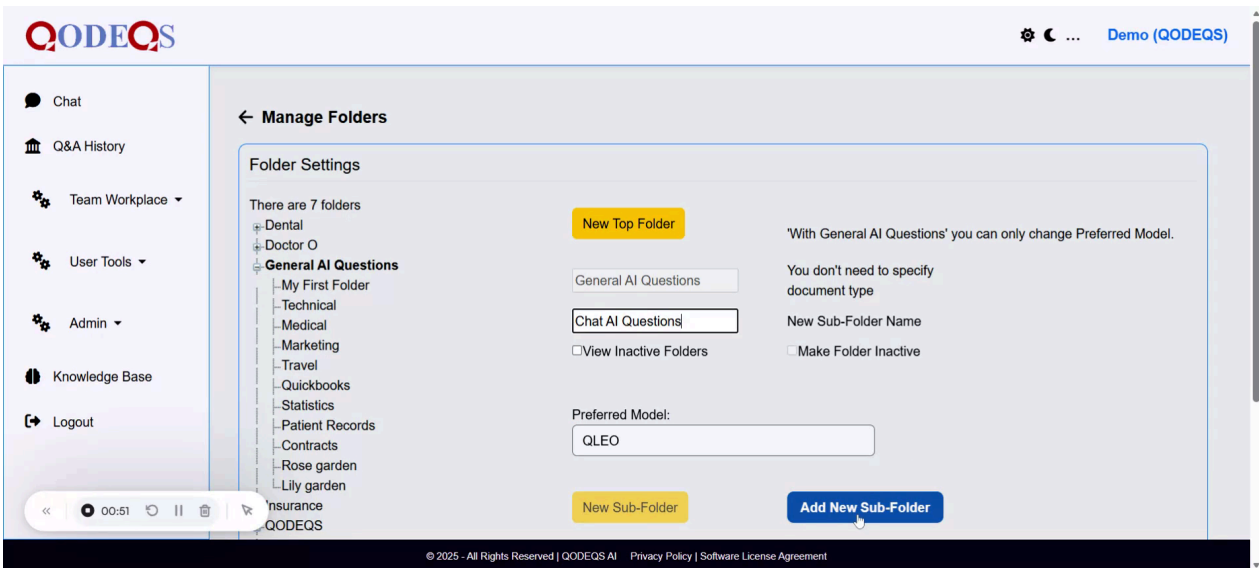 QODEQS
... Demo (QODEQS)
Chat
Q&A History
Team Workplace
User Tools
Admin
Knowledge Base
Logout
00:51
Manage Folders
Folder Settings
There are 7 folders
Dental
Doctor O
General AI Questions
My First Folder
Technical
Medical
Marketing
Travel
Quickbooks
Statistics
Patient Records
Contracts
Rose garden
Lily garden
Insurance
QODEQS
New Top Folder
'With General AI Questions' you can only change Preferred Model.
General AI Questions
You don't need to specify
document type
Chat AI Questions
New Sub-Folder Name
View Inactive Folders
Make Folder Inactive
Preferred Model:
QLEO
New Sub-Folder
Add New Sub-Folder
© 2025 - All Rights Reserved | QODEQS AI Privacy Policy | Software License Agreement